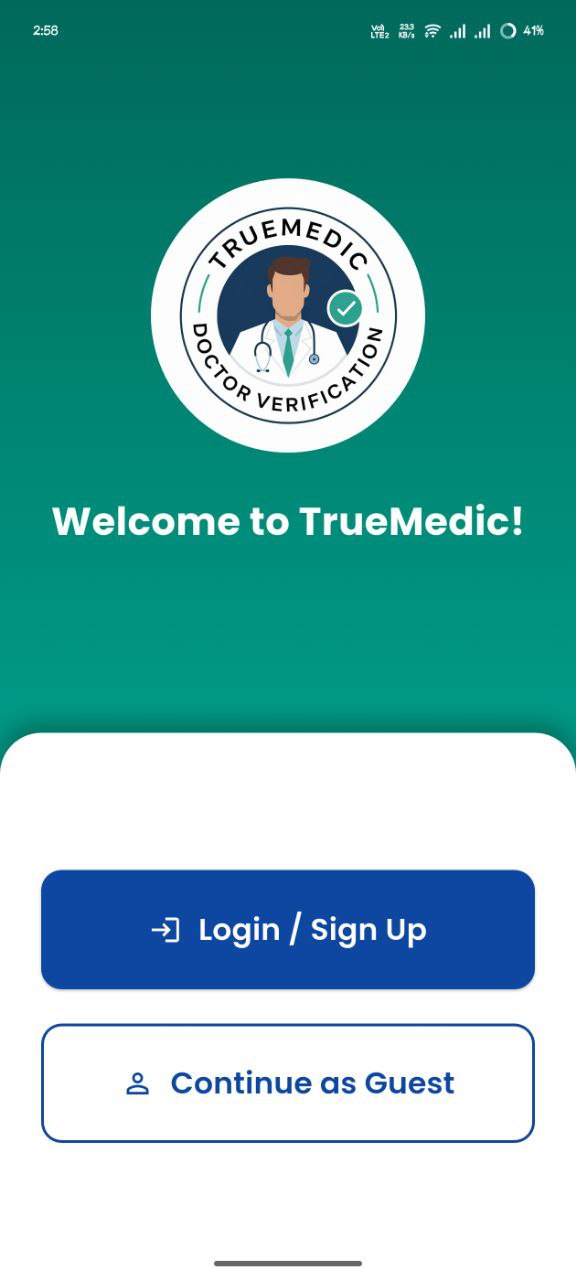 2:58
Vo))
LTE2
23.3
KB/s
41%
TRUEMEDIC
DOCTOR VERIFICATION
Welcome to TrueMedic!
Login / Sign Up
Continue as Guest